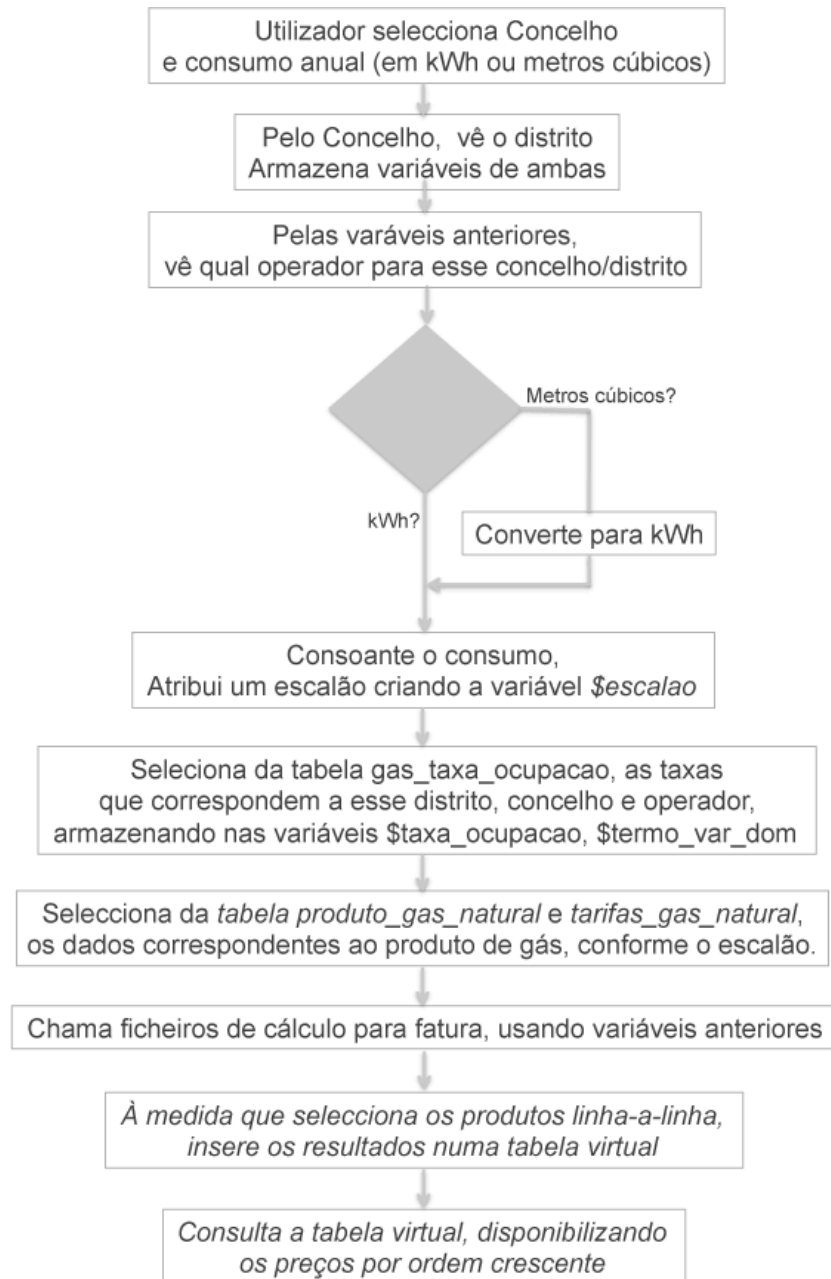 Utilizador selecciona Concelho
e consumo anual (em kWh ou metros cúbicos)
Pelo Concelho, vê o distrito
Armazena variáveis de ambas
Pelas varáveis anteriores,
vê qual operador para esse concelho/distrito
Metros cúbicos?
kWh?
Converte para kWh
Consoante o consumo,
Atribui um escalão criando a variável $escalao
Seleciona da tabela gas_taxa_ocupacao, as taxas
que correspondem a esse distrito, concelho e operador,
armazenando nas variáveis $taxa_ocupacao, $termo_var_dom
Selecciona da tabela produto_gas_natural e tarifas_gas_natural,
os dados correspondentes ao produto de gás, conforme o escalão.
Chama ficheiros de cálculo para fatura, usando variáveis anteriores
À medida que selecciona os produtos linha-a-linha,
insere os resultados numa tabela virtual
Consulta a tabela virtual, disponibilizando
os preços por ordem crescente